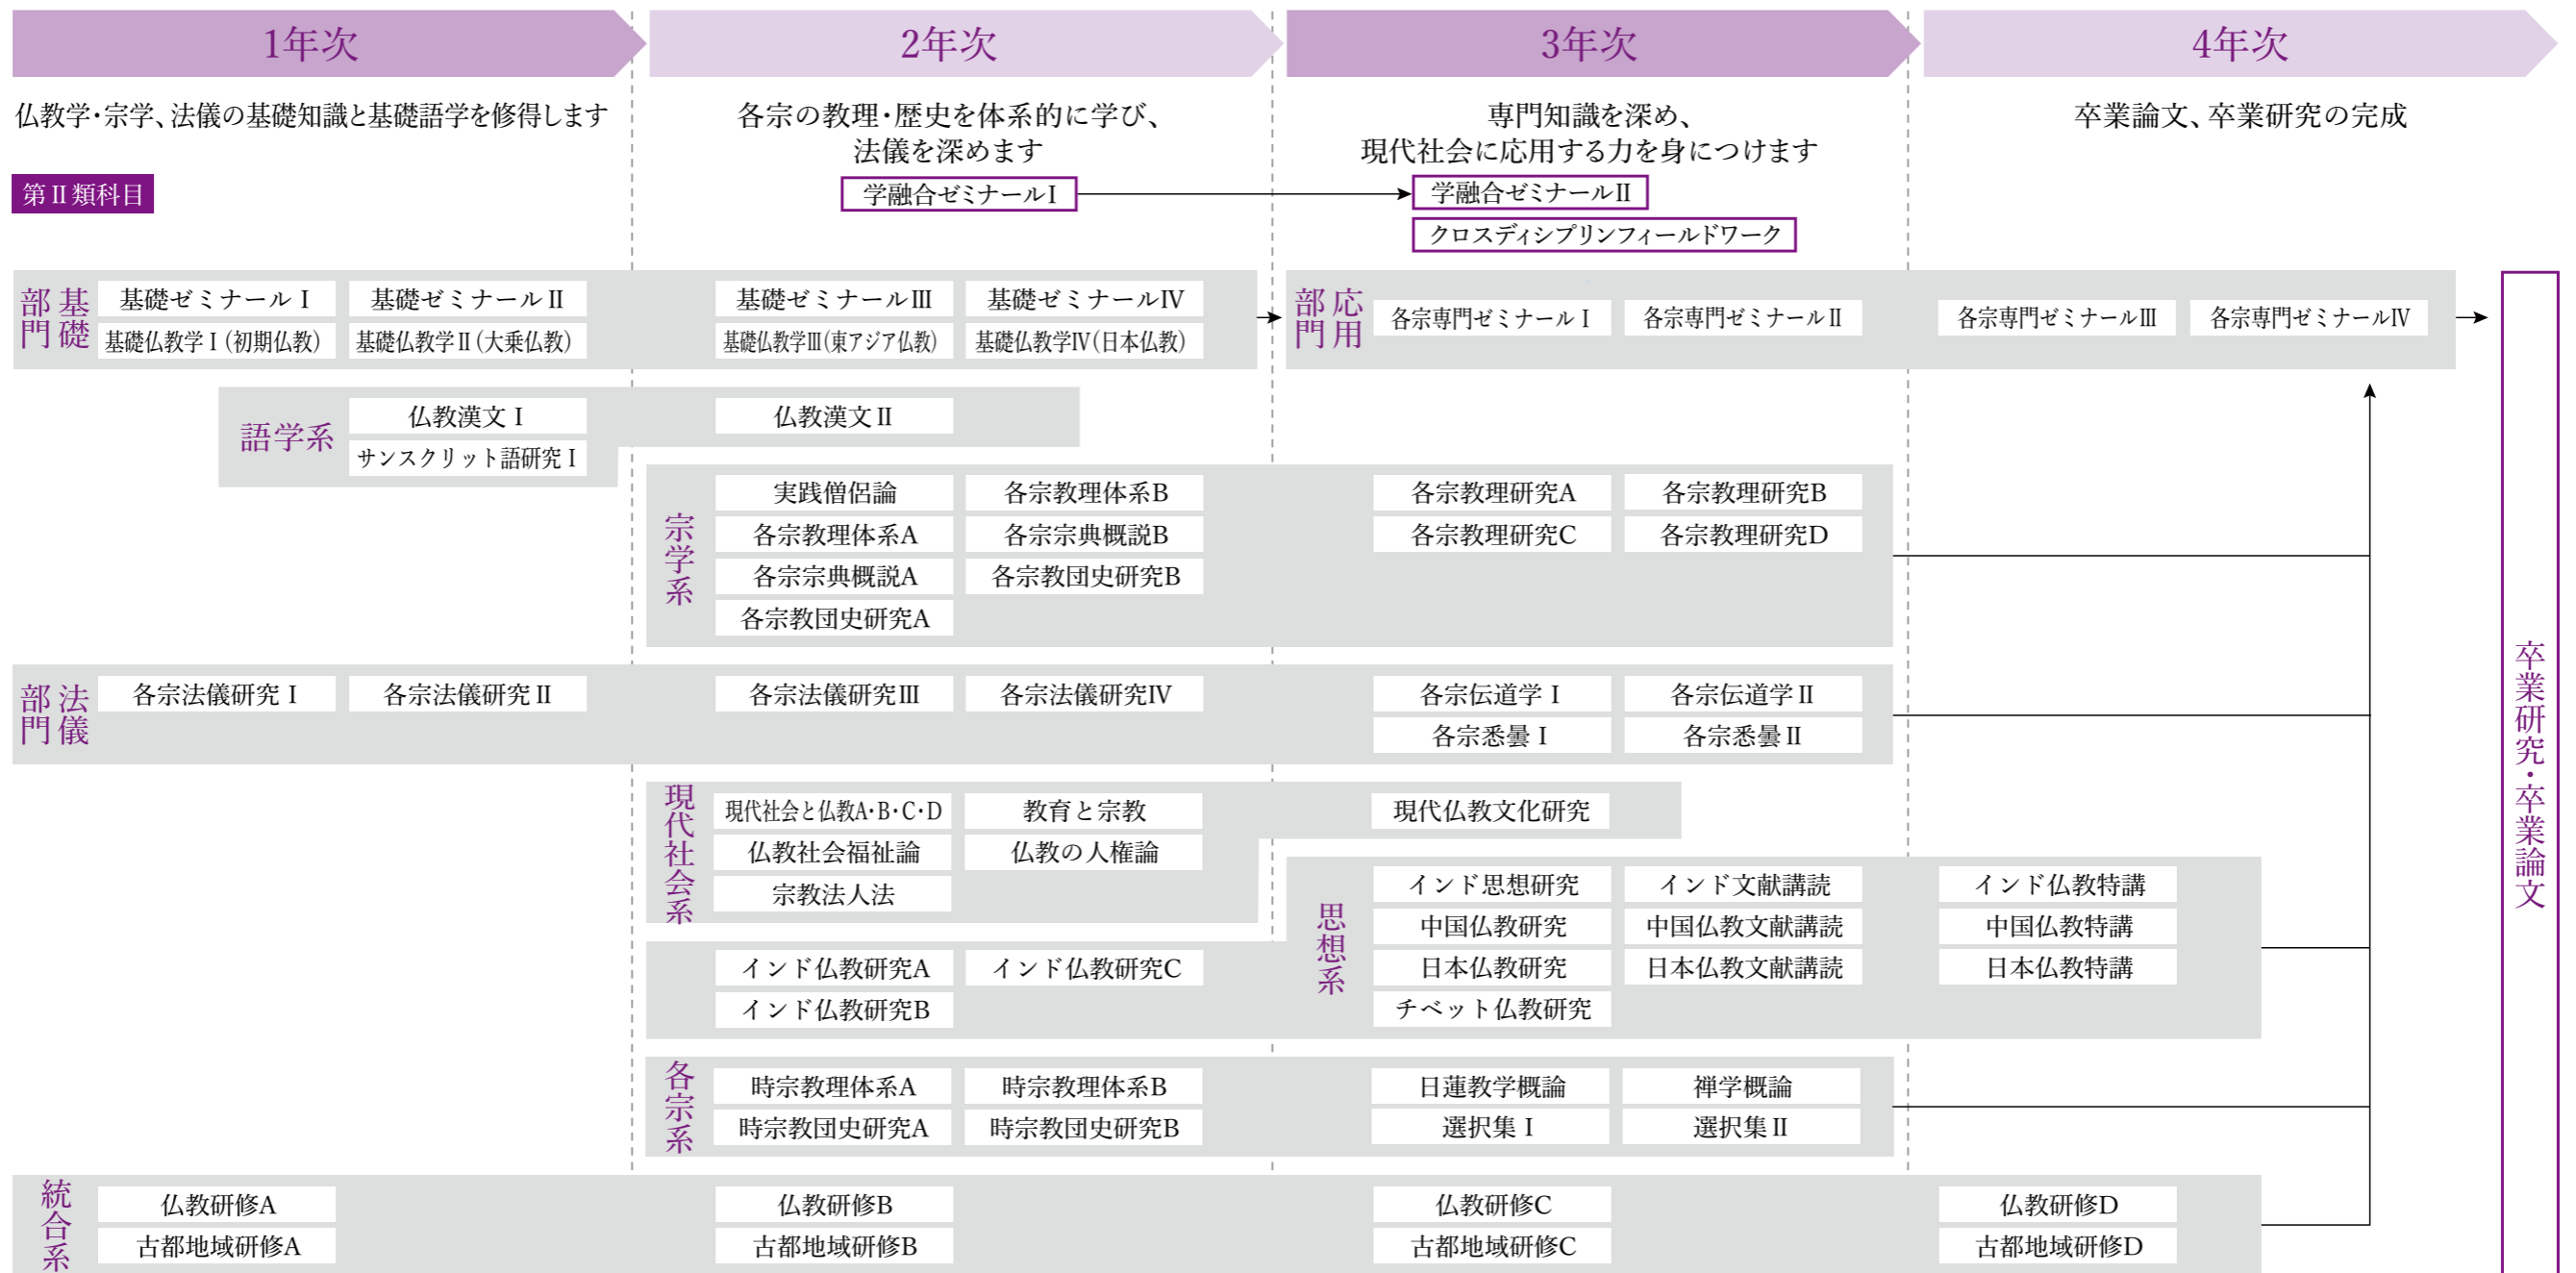 1年次
2年次
3年次
4年次
仏教学・宗学、法儀の基礎知識と基礎語学を修得します
各宗の教理・歴史を体系的に学び、
法儀を深めます
専門知識を深め、
現代社会に応用する力を身につけます
卒業論文、卒業研究の完成
第Ⅱ類科目
学融合ゼミナールⅠ
学融合ゼミナールⅡ
クロスディシプリンフィールドワーク
基礎
部門
基礎ゼミナールⅠ
基礎ゼミナールⅡ
基礎ゼミナールⅢ
基礎ゼミナールⅣ
基礎仏教学Ⅰ(初期仏教)
基礎仏教学Ⅱ(大乗仏教)
基礎仏教学Ⅲ(東アジア仏教)
基礎仏教学Ⅳ(日本仏教)
応用
部門
各宗専門ゼミナールⅠ
各宗専門ゼミナールⅡ
各宗専門ゼミナールⅢ
各宗専門ゼミナールⅣ
語学系
仏教漢文Ⅰ
仏教漢文Ⅱ
サンスクリット語研究Ⅰ
宗学系
実践僧侶論
各宗教理体系B
各宗教理研究A
各宗教理研究B
各宗教理体系A
各宗宗典概説B
各宗教理研究C
各宗教理研究D
各宗宗典概説A
各宗教団史研究B
各宗教団史研究A
法儀
部門
各宗法儀研究Ⅰ
各宗法儀研究Ⅱ
各宗法儀研究Ⅲ
各宗法儀研究Ⅳ
各宗伝道学Ⅰ
各宗伝道学Ⅱ
各宗悉曇Ⅰ
各宗悉曇Ⅱ
現代社会系
現代社会と仏教A・B・C・D
教育と宗教
現代仏教文化研究
仏教社会福祉論
仏教の人権論
宗教法人法
思想系
インド思想研究
インド文献講読
インド仏教特講
中国仏教研究
中国仏教文献講読
中国仏教特講
インド仏教研究A
インド仏教研究C
日本仏教研究
日本仏教文献講読
日本仏教特講
インド仏教研究B
チベット仏教研究
各宗系
時宗教理体系A
時宗教理体系B
日蓮教学概論
禅学概論
時宗教団史研究A
時宗教団史研究B
選択集Ⅰ
選択集Ⅱ
統合系
仏教研修A
仏教研修B
仏教研修C
仏教研修D
古都地域研修A
古都地域研修B
古都地域研修C
古都地域研修D
卒業研究・卒業論文